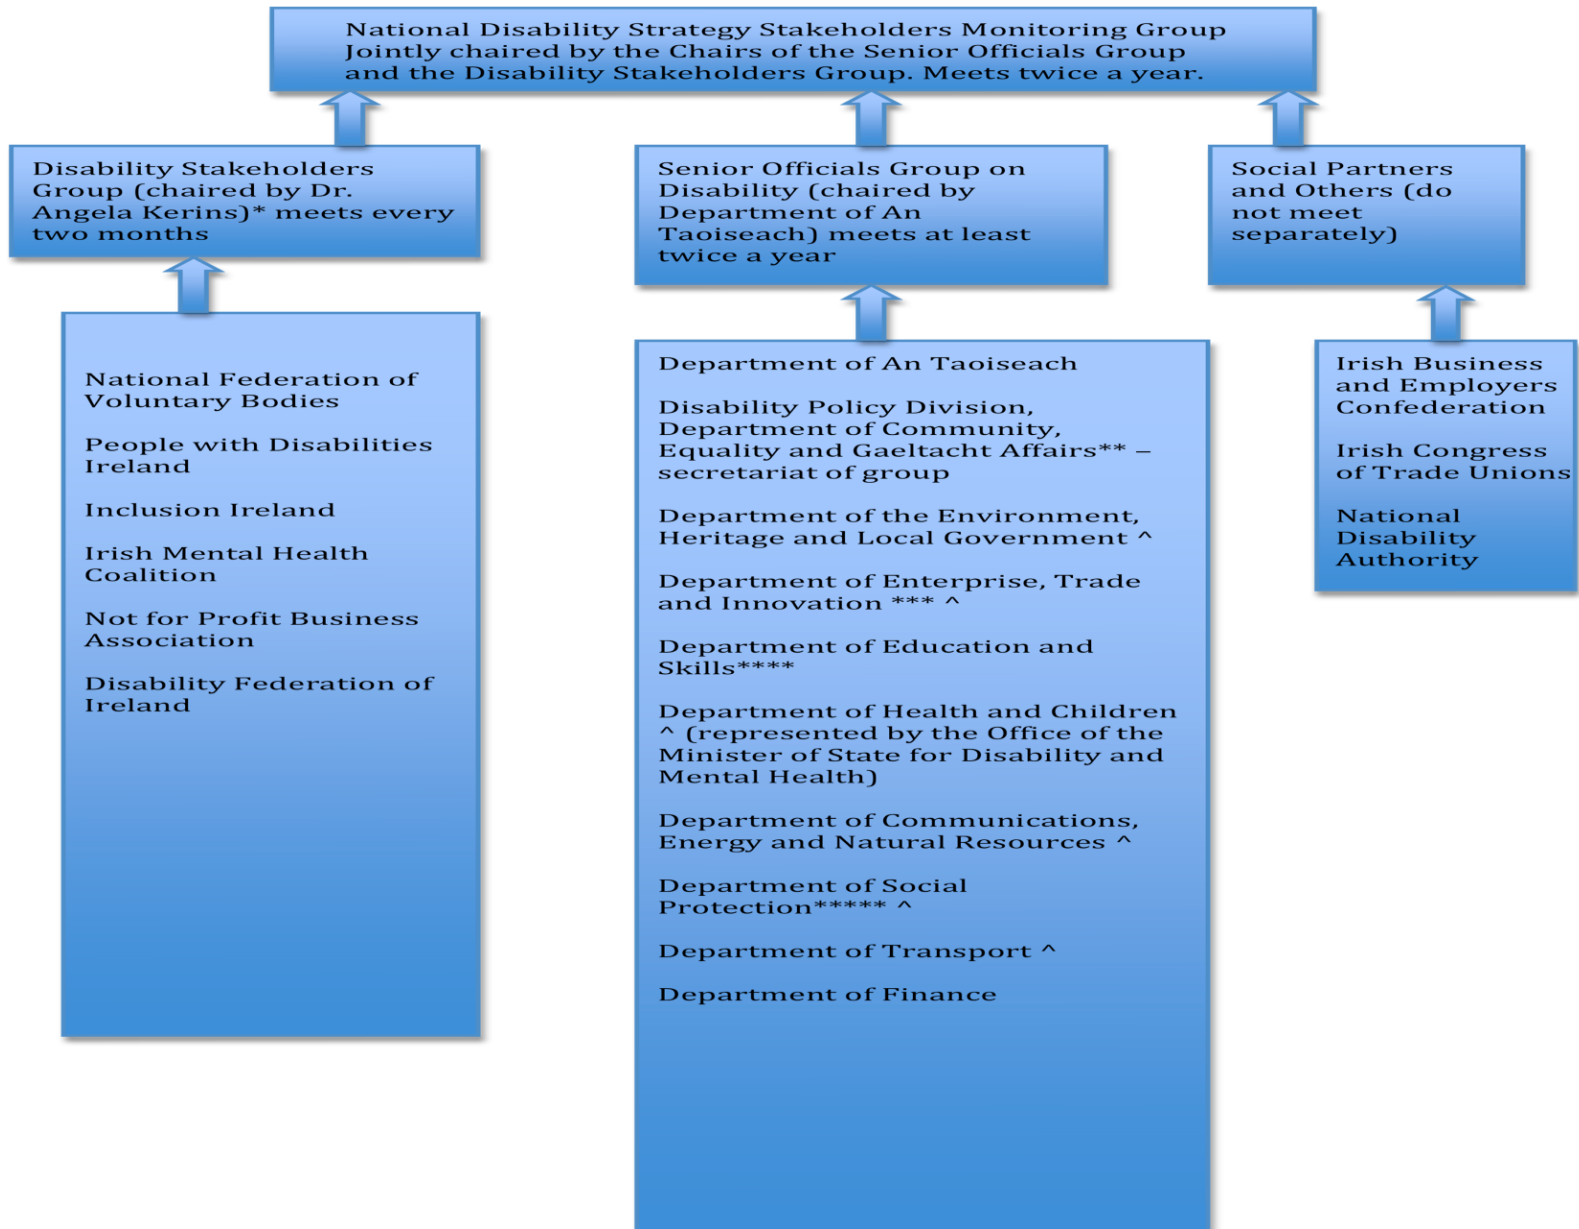 National Disability Strategy Stakeholders Monitoring Group
Jointly chaired by the Chairs of the Senior Officials Group
and the Disability Stakeholders Group. Meets twice a year.
Disability Stakeholders
Group (chaired by Dr.
Angela Kerins)* meets every
two months
Senior Officials Group on
Disability (chaired by
Department of An
Taoiseach) meets at least
twice a year
Social Partners
and Others (do
not meet
separately)
National Federation of
Voluntary Bodies
People with Disabilities
Ireland
Inclusion Ireland
Irish Mental Health
Coalition
Not for Profit Business
Association
Disability Federation of
Ireland
Department of An Taoiseach
Disability Policy Division,
Department of Community,
Equality and Gaeltacht Affairs** –
secretariat of group
Department of the Environment,
Heritage and Local Government ^
Department of Enterprise, Trade
and Innovation *** ^
Department of Education and
Skills****
Department of Health and Children
^ (represented by the Office of the
Minister of State for Disability and
Mental Health)
Department of Communications,
Energy and Natural Resources ^
Department of Social
Protection***** ^
Department of Transport ^
Department of Finance
Irish Business
and Employers
Confederation
Irish Congress
of Trade Unions
National
Disability
Authority